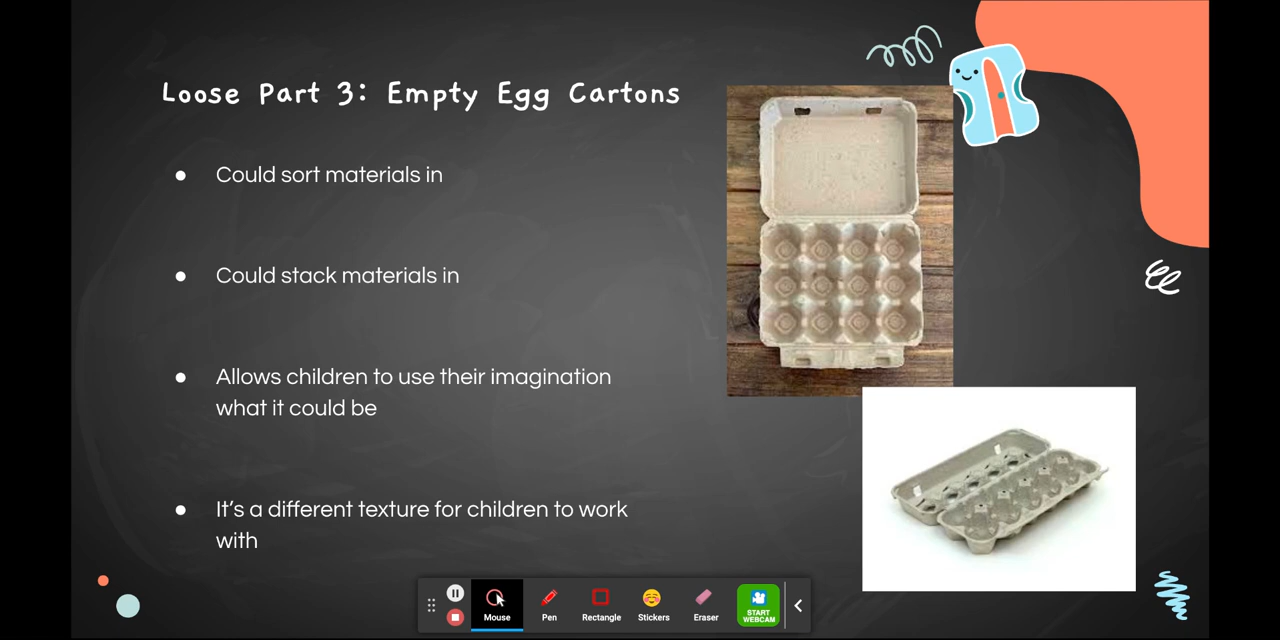 Loose Part 3: Empty Egg Cartons
● Could sort materials in
● Could stack materials in
● Allows children to use their imagination
what it could be
● It's a different texture for children to work
with
Mouse
Pen
Rectangle
Stickers
Eraser
START
WEBCAM